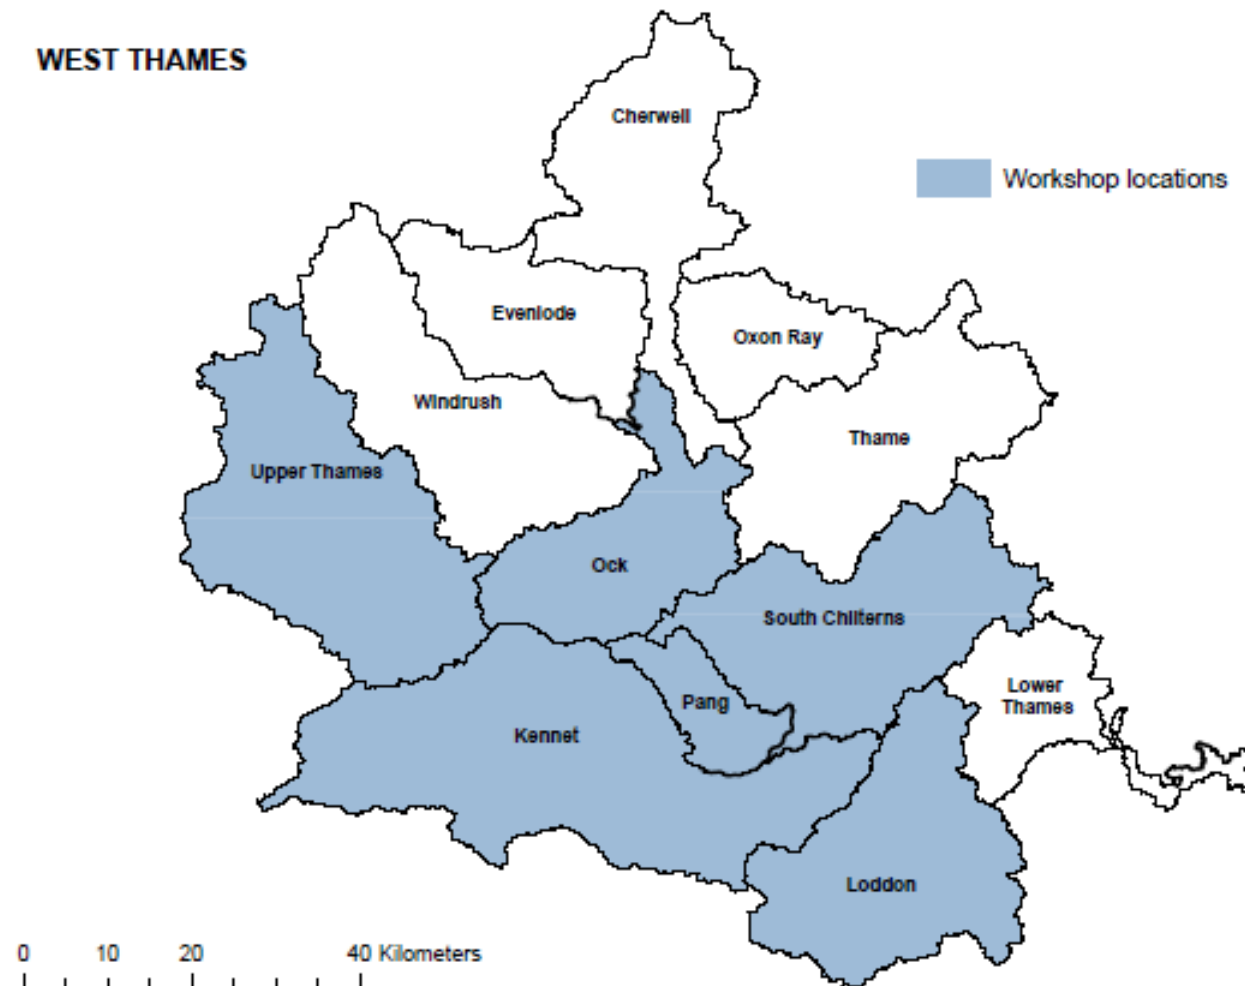 WEST THAMES
Cherwell
Workshop locations
Evenlode
Oxon Ray
Windrush
Thame
Upper Thames
Ock
South Chilterns
Lower
Thames
Pang
Kennet
Loddon
0 10 20 40 Kilometers